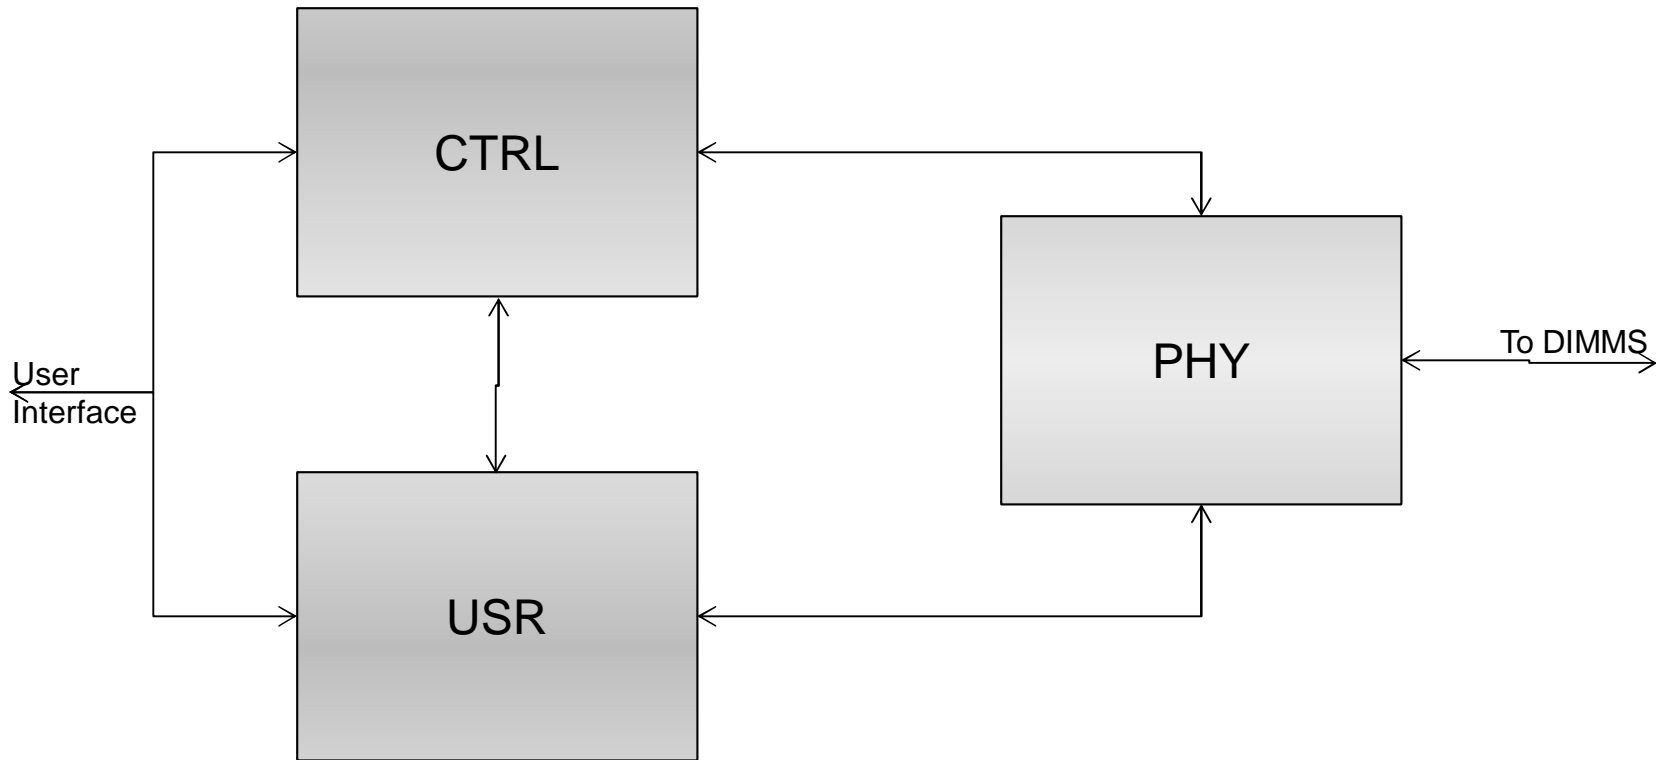 CTRL
User
Interface
PHY
To DIMMS
USR